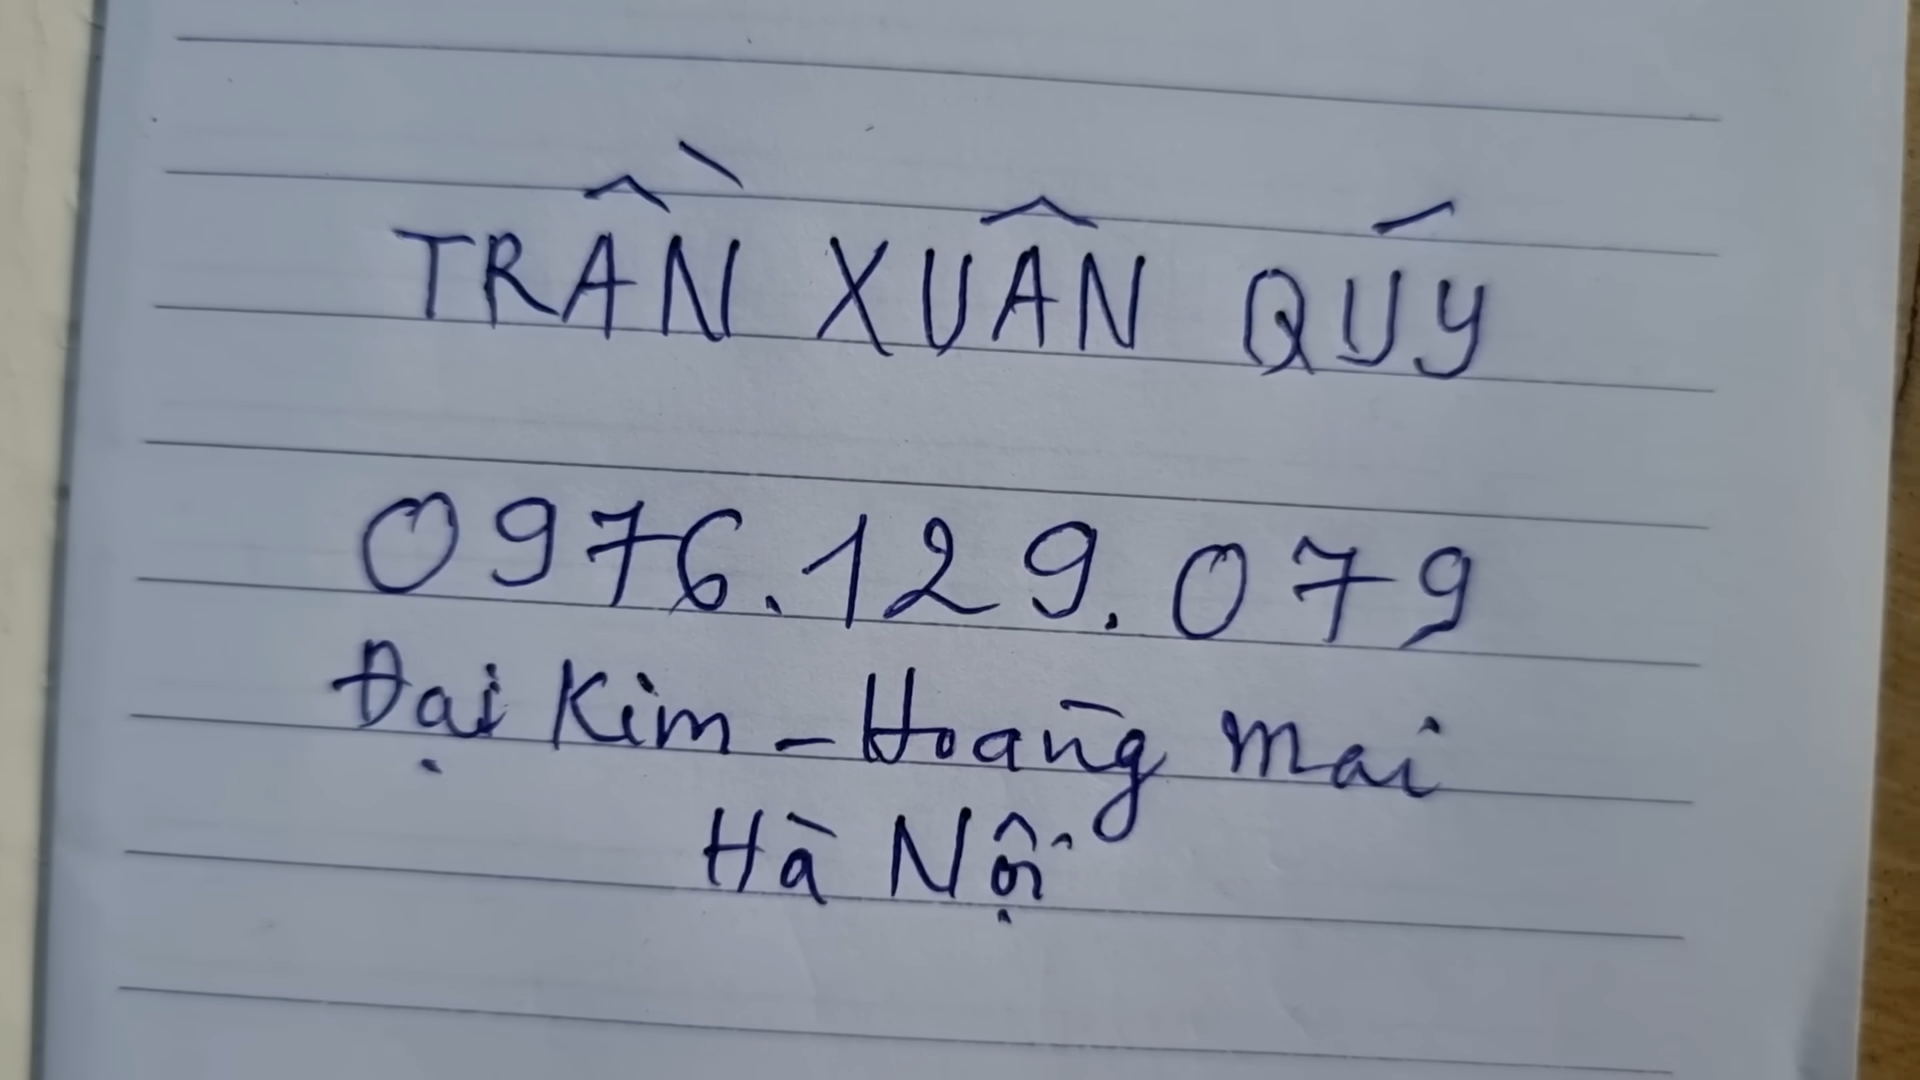 TRẦN XUÂN QUÝ
0976.129.079
Đại Kim - Hoàng Mai
Hà Nội